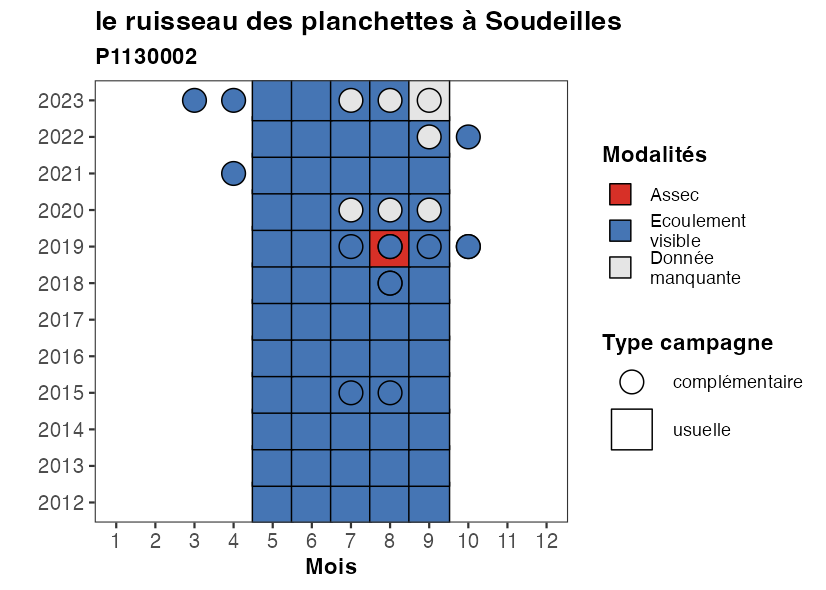 le ruisseau des planchettes à Soudeilles
P1130002
2023
2022
2021
2020
2019
2018
2017
2016
2015
2014
2013
2012
1 2 3 4 5 6 7 8 9 10 11 12
Mois
Modalités
Assec
Ecoulement
visible
Donnée
manquante
Type campagne
complémentaire
usuelle